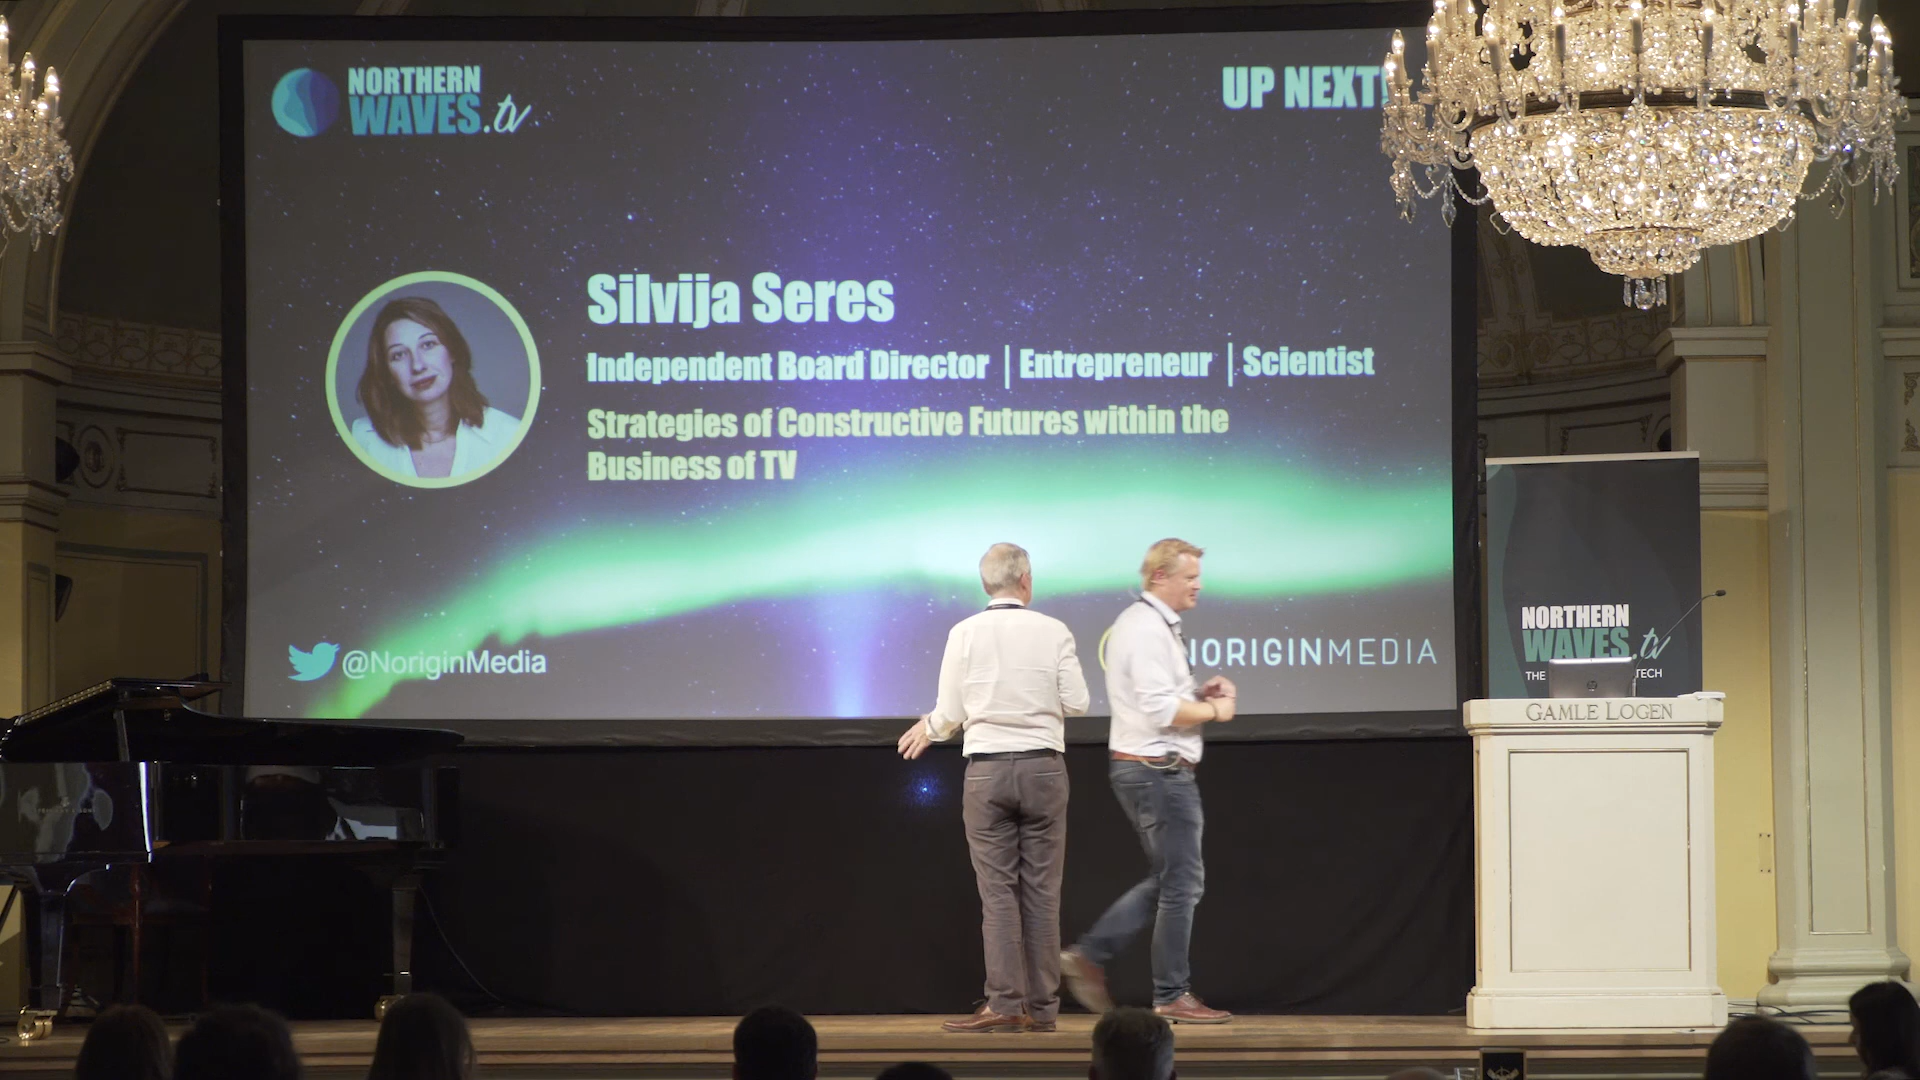 NORTHERN
WAVES.tv
UP NEXT!
Silvija Seres
Independent Board Director | Entrepreneur | Scientist
Strategies of Constructive Futures within the
Business of TV
@NoriginMedia
NORIGINMEDIA
NORTHERN
WAVES.tv
THE
TECH
GAMLE LOGEN